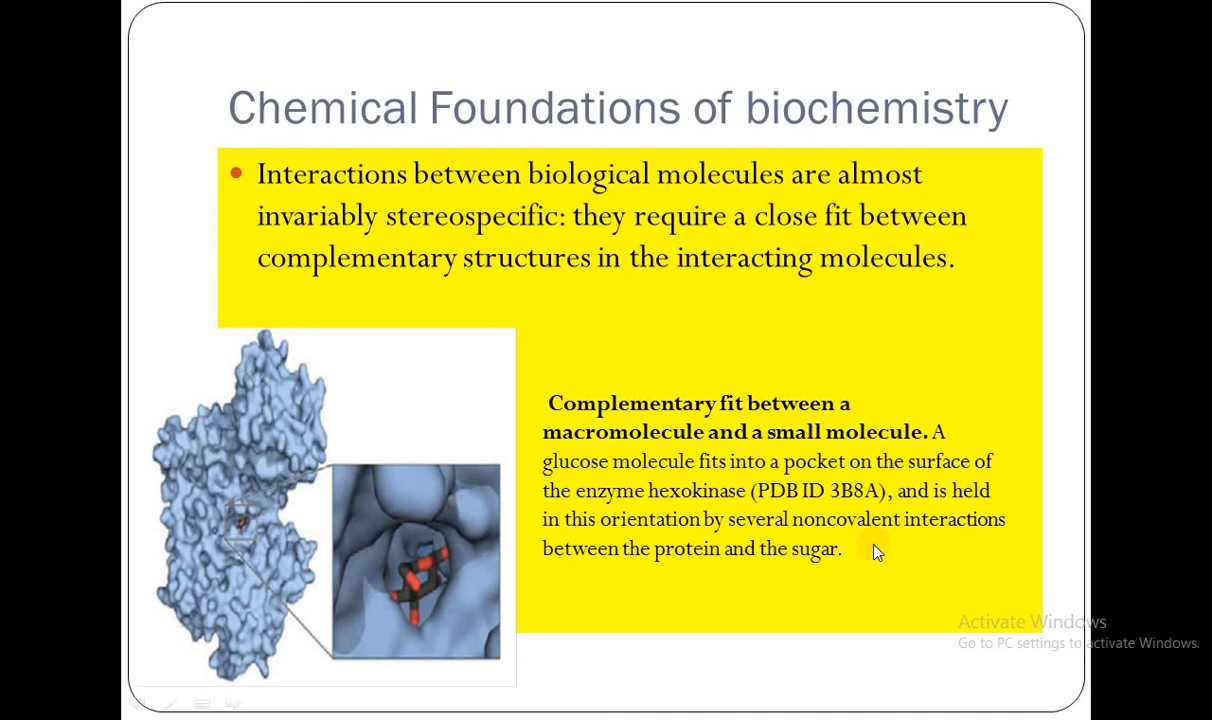 Chemical Foundations of biochemistry
Interactions between biological molecules are almost
invariably stereospecific: they require a close fit between
complementary structures in the interacting molecules.
Complementary fit between a
macromolecule and a small molecule. A
glucose molecule fits into a pocket on the surface of
the enzyme hexokinase (PDB ID 3B8A), and is held
in this orientation by several noncovalent interactions
between the protein and the sugar.
Activate Windows
Go to PC settings to activate Windows.